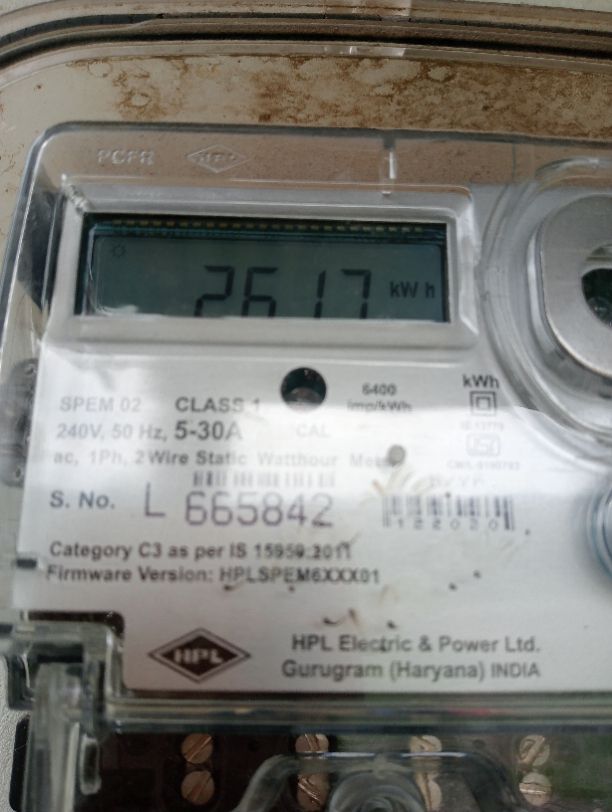 PCFR HPL
2617 kWh
SPEM 02 CLASS 1 6400 imp/kWh kWh
240V, 50 Hz, 5-30A CAL
ac, 1Ph, 2 Wire Static Watthour
S. No. L 665842
122020
Category C3 as per IS 15959:2011
Firmware Version: HPLSPEM6XXX01
HPL
HPL Electric & Power Ltd.
Gurugram (Haryana) INDIA